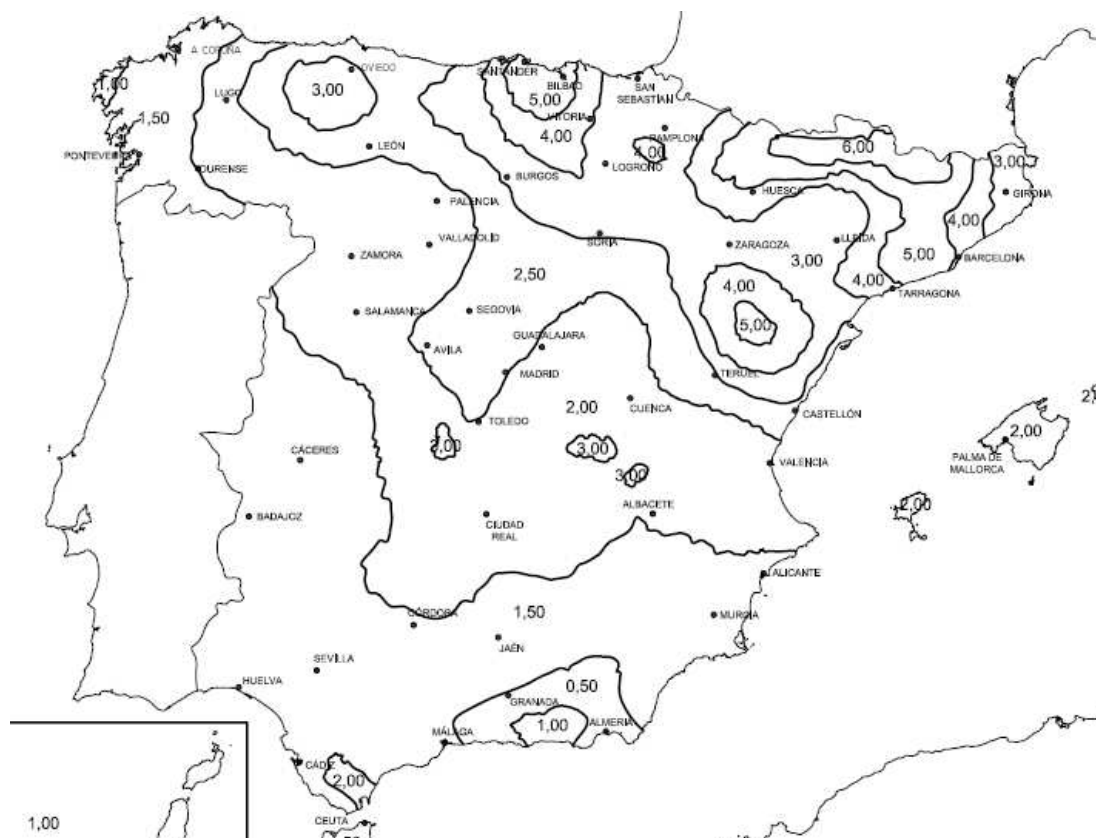 A CORUÑA
OVIEDO
SANTANDER
BILBAO
SAN
SEBASTIÁN
1,00
LUGO
3,00
5,00
1,50
VITORIA
4,00
PAMPLONA
PONTEVEDRA
LEÓN
4,00
6,00
3,00
LOGROÑO
OURENSE
BURGOS
HUESCA
GIRONA
PALENCIA
4,00
VALLADOLÍD
SORIA
ZARAGOZA
LLEIDA
ZAMORA
2,50
3,00
5,00
BARCELONA
4,00
4,00
TARRAGONA
SALAMANCA
SEGOVIA
5,00
GUADALAJARA
AVILA
MADRID
TERUEL
2,00
CUENCA
CASTELLÓN
TOLEDO
2,00
3,00
3,00
VALENCIA
PALMA DE
MALLORCA
CÁCERES
3,00
2,00
BADAJOZ
CIUDAD
REAL
ALBACETE
ALICANTE
1,50
CÓRDOBA
MURCIA
JAÉN
SEVILLA
HUELVA
0,50
GRANADA
1,00
ALMERIA
MÁLAGA
CÁDIZ
2,00
CEUTA
1,00